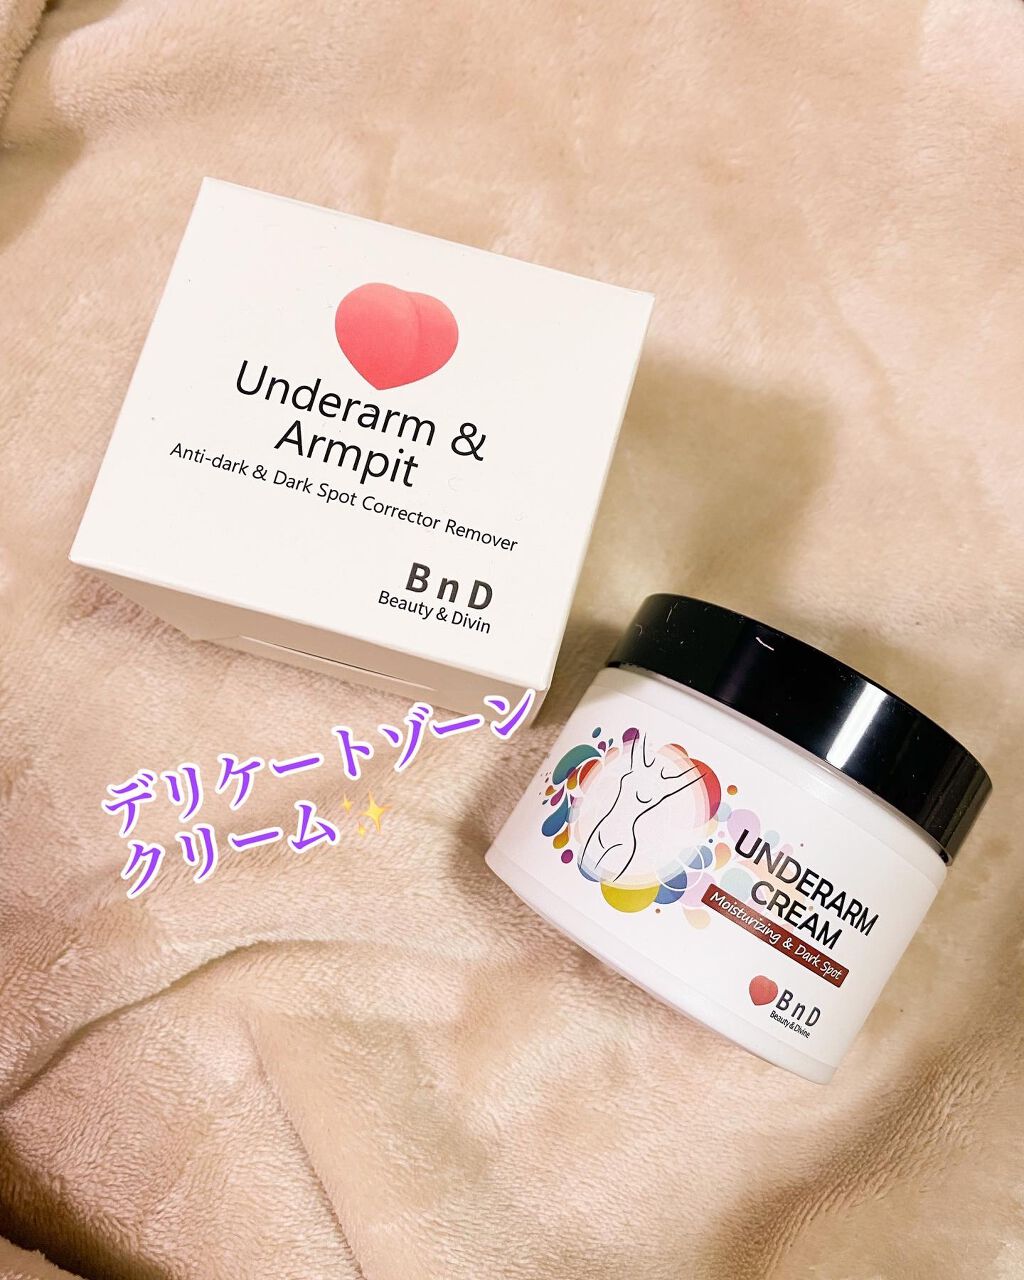 Underarm &
Armpit
Anti-dark & Dark Spot Corrector Remover
BnD
Beauty & Divin
デリケートゾーン
クリーム✨
UNDERARM
CREAM
Moisturizing & Dark Spot
BnD
Beauty & Divine